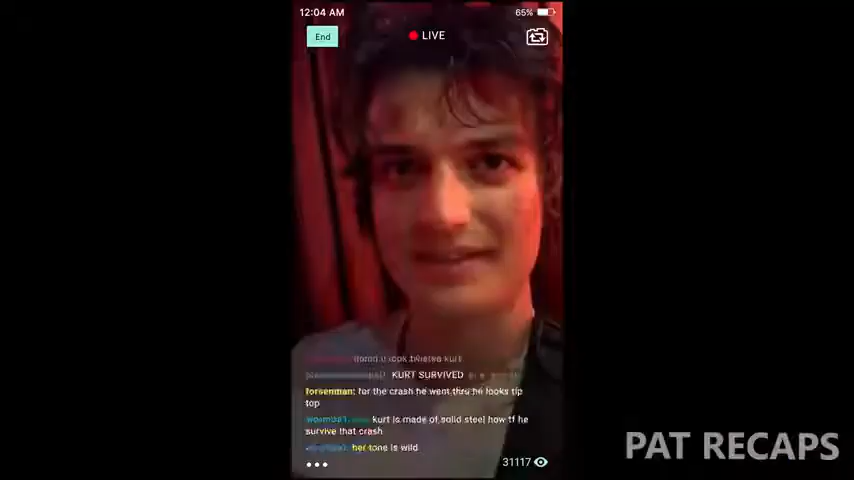 12:04 AM 65%
End LIVE
KURT SURVIVED
forsenman: for the crash he went thru he looks tip
top
kurt is made of solid steel how tf he
survive that crash
her tone is wild
31117
PAT RECAPS